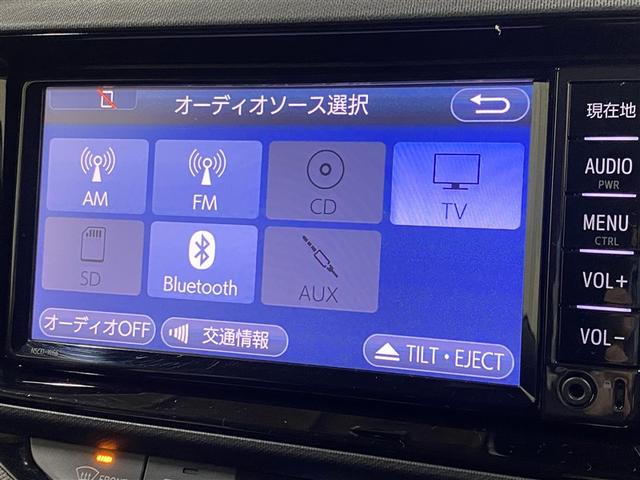 オーディオソース選択
AM
FM
CD
TV
SD
Bluetooth
AUX
オーディオOFF
交通情報
TILT・EJECT
現在地
AUDIO
PWR
MENU
CTRL
VOL+
VOL-
FRONT